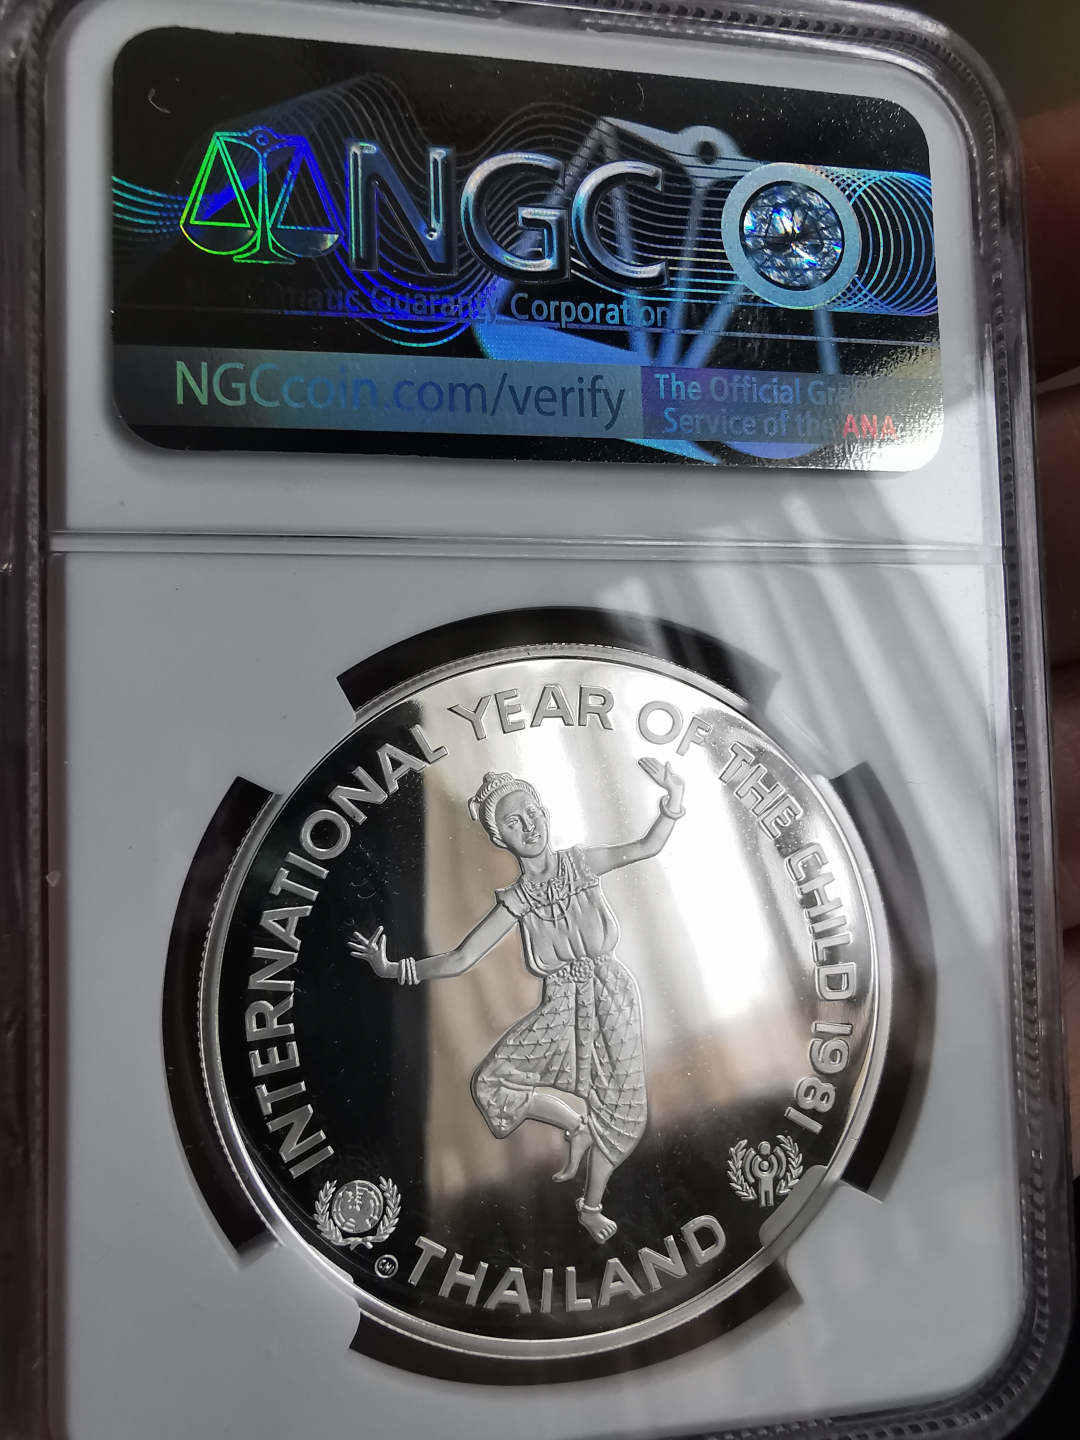 NGC
Numismatic Guaranty Corporation
NGCcoin.com/verify
The Official Grading
Service of the ANA
INTERNATIONAL YEAR OF THE CHILD 1981
CHI
THAILAND